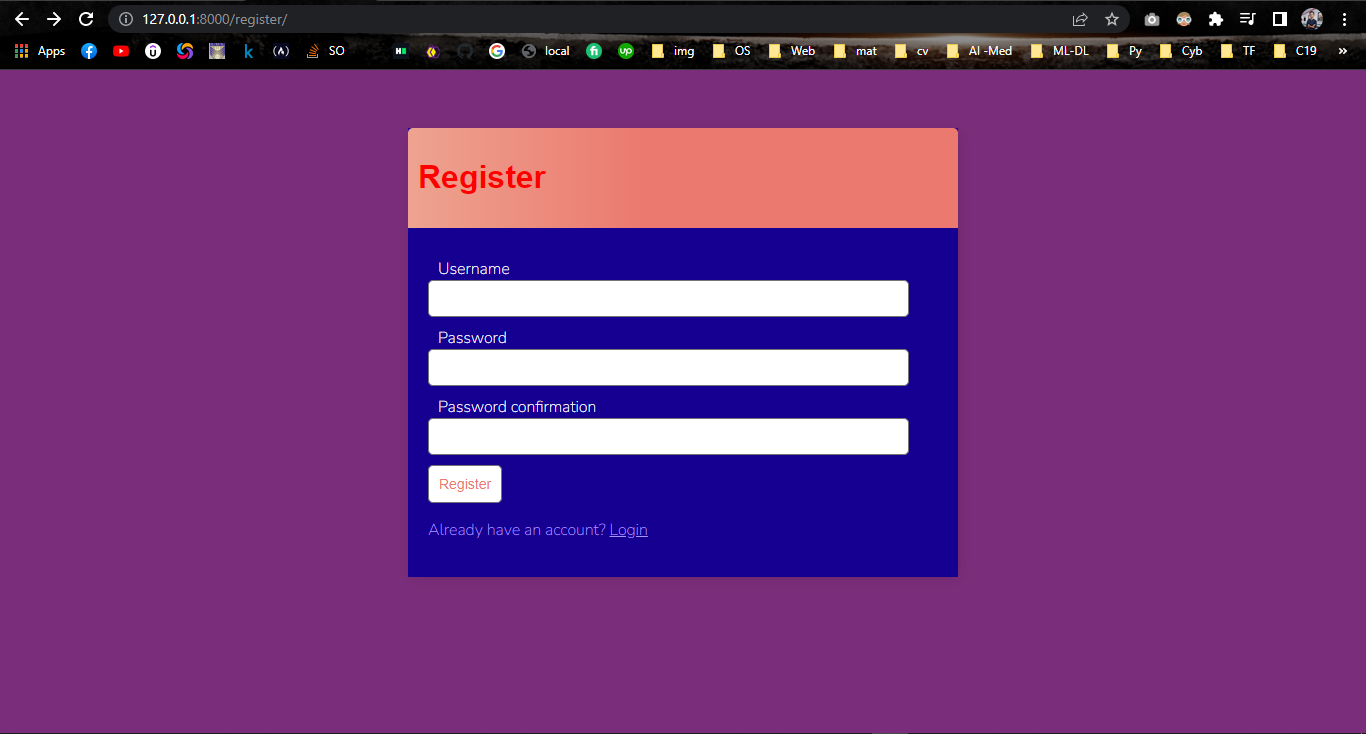 127.0.0.1:8000/register/
Apps SO local img OS Web mat cv AI -Med ML-DL Py Cyb TF C19 »
Register
Username
Password
Password confirmation
Register
Already have an account? Login